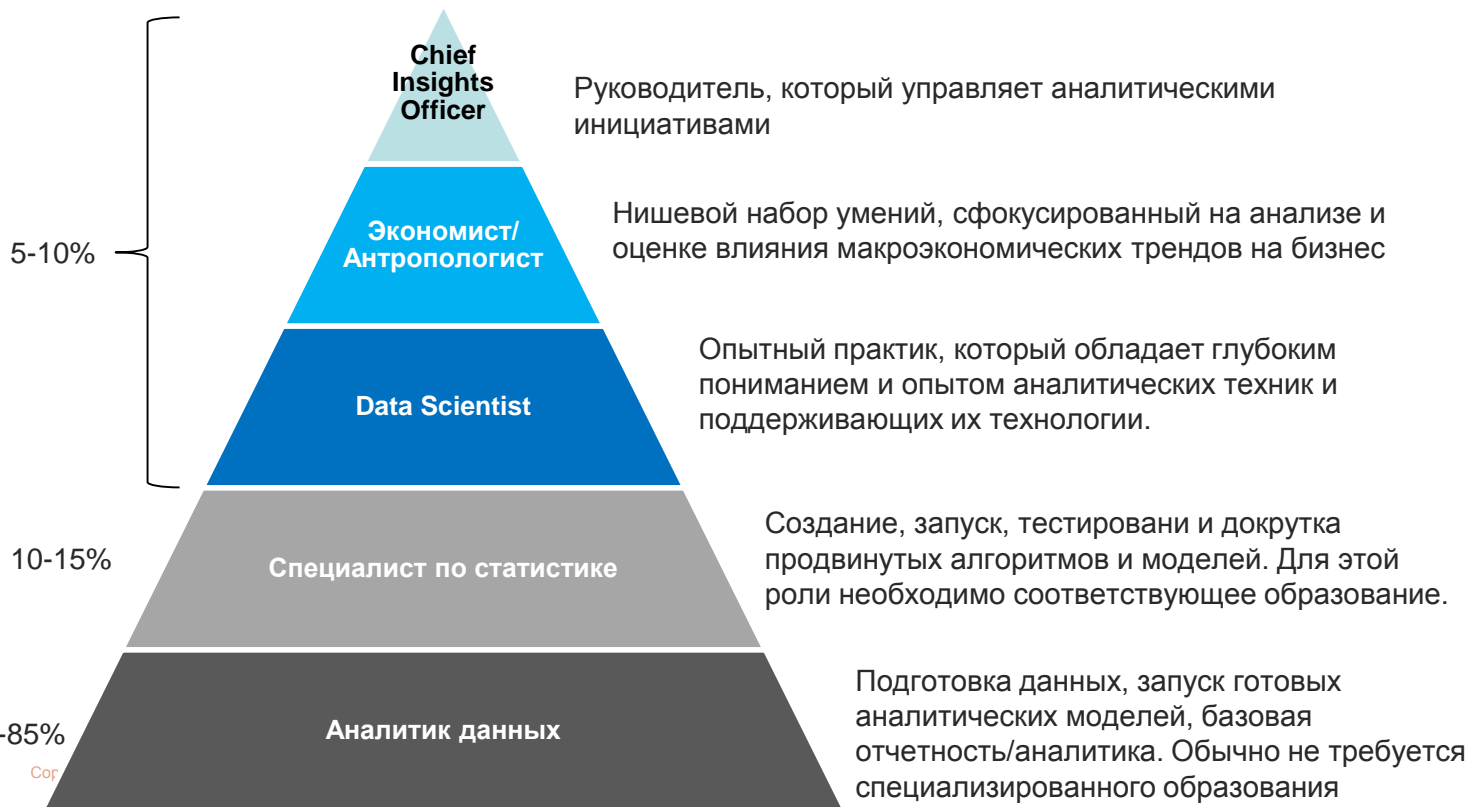 Chief
Insights
Officer
Руководитель, который управляет аналитическими
инициативами
5-10%
Экономист/
Антропологист
Нишевой набор умений, сфокусированный на анализе и
оценке влияния макроэкономических трендов на бизнес
Data Scientist
Опытный практик, который обладает глубоким
пониманием и опытом аналитических техник и
поддерживающих их технологии.
10-15%
Специалист по статистике
Создание, запуск, тестировани и докрутка
продвинутых алгоритмов и моделей. Для этой
роли необходимо соответствующее образование.
-85%
Аналитик данных
Подготовка данных, запуск готовых
аналитических моделей, базовая
отчетность/аналитика. Обычно не требуется
специализированного образования